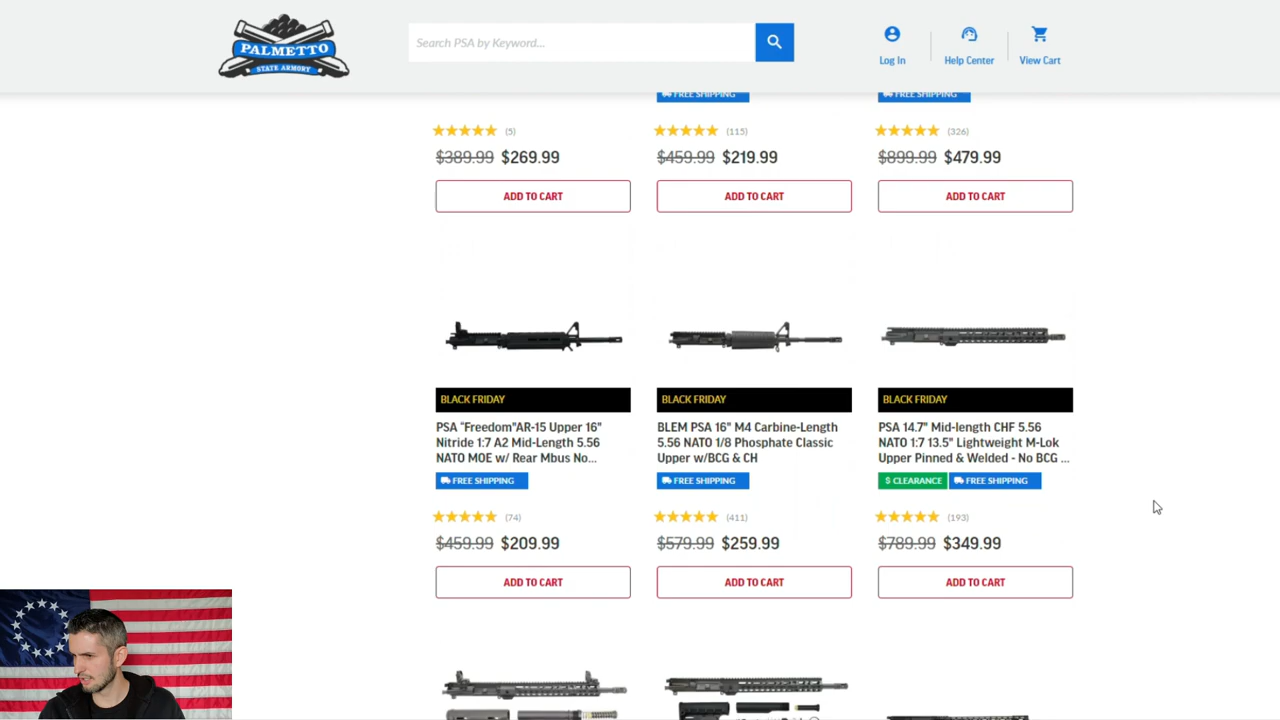 PALMETTO
STATE ARMORY
Search PSA by Keyword...
Log In
Help Center
View Cart
FREE SHIPPING
FREE SHIPPING
(5)
(115)
(326)
$389.99 $269.99
$459.99 $219.99
$899.99 $479.99
ADD TO CART
ADD TO CART
ADD TO CART
BLACK FRIDAY
BLACK FRIDAY
BLACK FRIDAY
PSA "Freedom"AR-15 Upper 16"
Nitride 1:7 A2 Mid-Length 5.56
NATO MOE w/ Rear Mbus No...
BLEM PSA 16" M4 Carbine-Length
5.56 NATO 1/8 Phosphate Classic
Upper w/BCG & CH
PSA 14.7" Mid-length CHF 5.56
NATO 1:7 13.5" Lightweight M-Lok
Upper Pinned & Welded - No BCG ...
FREE SHIPPING
FREE SHIPPING
$ CLEARANCE
FREE SHIPPING
(74)
(411)
(193)
$459.99 $209.99
$579.99 $259.99
$789.99 $349.99
ADD TO CART
ADD TO CART
ADD TO CART